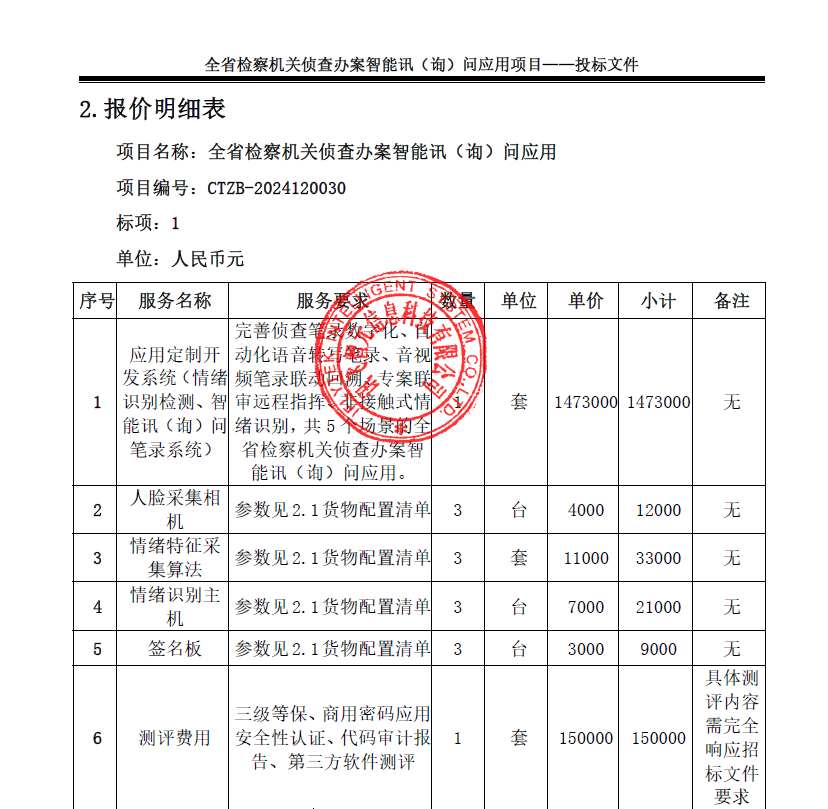 全省检察机关侦查办案智能讯（询）问应用项目——投标文件
2.报价明细表
项目名称：全省检察机关侦查办案智能讯（询）问应用
项目编号：CTZB-2024120030
标项：1
单位：人民币元
序号 服务名称 服务要求 数量 单位 单价 小计 备注
1 应用定制开发系统（情绪识别检测、智能讯（询）问笔录系统） 完善侦查笔录数字化、自动化语音转写笔录、音视频笔录联动回溯、专案联审远程指挥、非接触式情绪识别，共5个场景的全省检察机关侦查办案智能讯（询）问应用。 1 套 1473000 1473000 无
2 人脸采集相机 参数见2.1货物配置清单 3 台 4000 12000 无
3 情绪特征采集算法 参数见2.1货物配置清单 3 套 11000 33000 无
4 情绪识别主机 参数见2.1货物配置清单 3 台 7000 21000 无
5 签名板 参数见2.1货物配置清单 3 台 3000 9000 无
6 测评费用 三级等保、商用密码应用安全性认证、代码审计报告、第三方软件测评 1 套 150000 150000 具体测评内容需完全响应招标文件要求
INTELLIGENT SYSTEM CO.,LTD.
信息科技有限公司